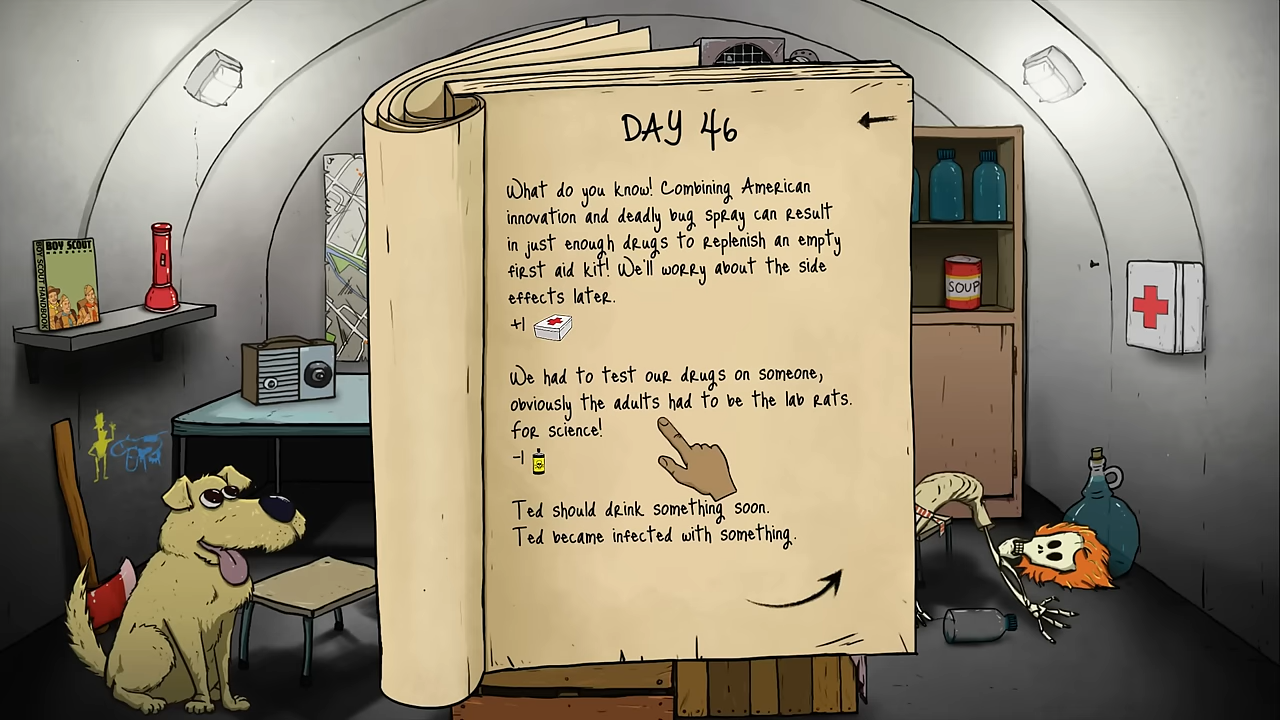 DAY 46
What do you know! Combining American
innovation and deadly bug spray can result
in just enough drugs to replenish an empty
first aid kit! We'll worry about the side
effects later.
+1
We had to test our drugs on someone,
obviously the adults had to be the lab rats.
For science!
-1
Ted should drink something soon.
Ted became infected with something.
BOY SCOUT
BOY SCOUT HANDBOOK
SOUP